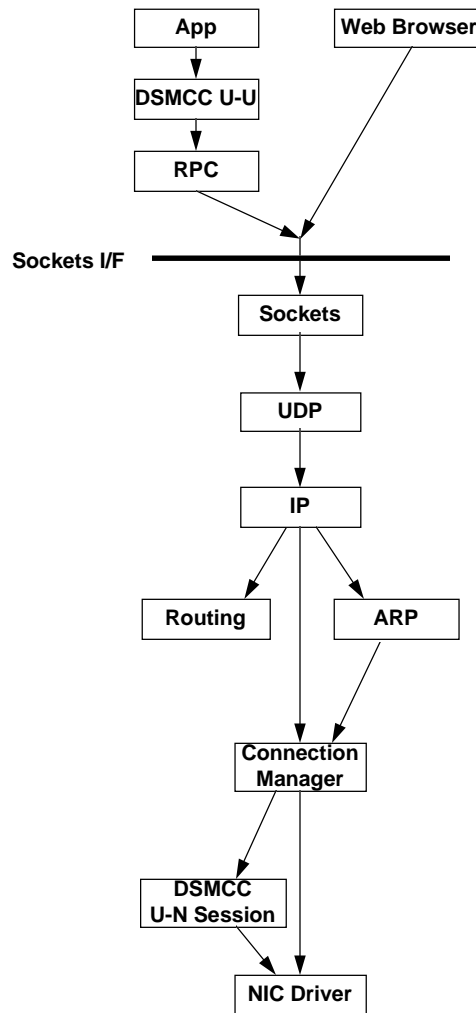 App
Web Browser
DSMCC U-U
RPC
Sockets I/F
Sockets
UDP
IP
Routing
ARP
Connection
Manager
DSMCC
U-N Session
NIC Driver